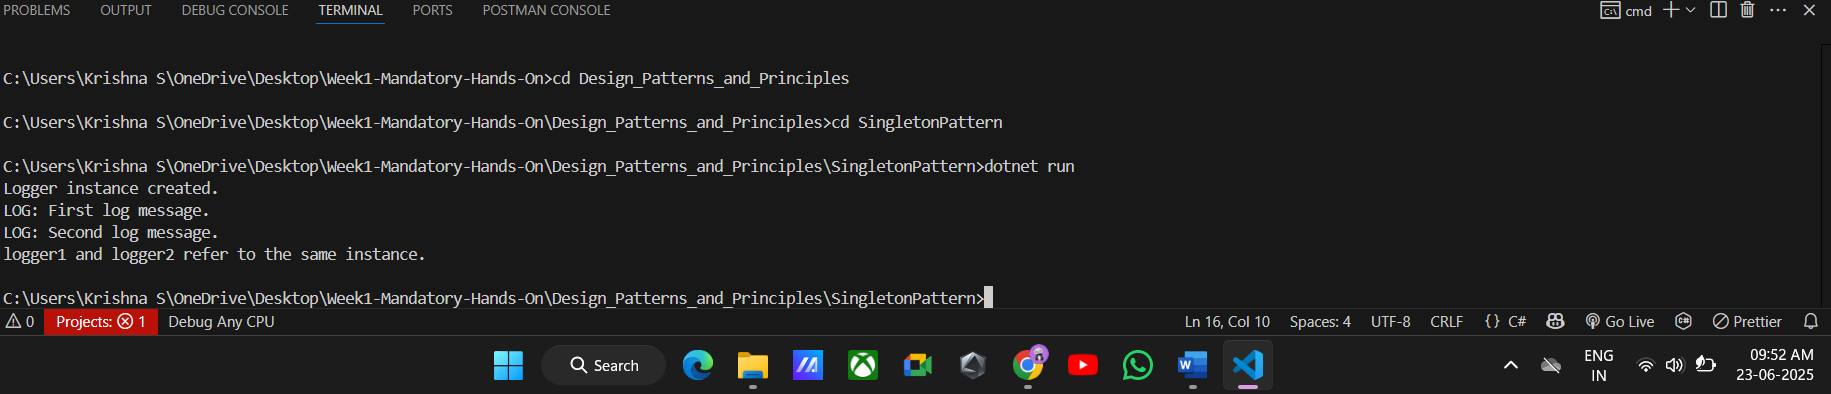 PROBLEMS OUTPUT DEBUG CONSOLE TERMINAL PORTS POSTMAN CONSOLE cmd
C:\Users\Krishna S\OneDrive\Desktop\Week1-Mandatory-Hands-On>cd Design_Patterns_and_Principles
C:\Users\Krishna S\OneDrive\Desktop\Week1-Mandatory-Hands-On\Design_Patterns_and_Principles>cd SingletonPattern
C:\Users\Krishna S\OneDrive\Desktop\Week1-Mandatory-Hands-On\Design_Patterns_and_Principles\SingletonPattern>dotnet run
Logger instance created.
LOG: First log message.
LOG: Second log message.
logger1 and logger2 refer to the same instance.
C:\Users\Krishna S\OneDrive\Desktop\Week1-Mandatory-Hands-On\Design_Patterns_and_Principles\SingletonPattern>
0 Projects: 1 Debug Any CPU Ln 16, Col 10 Spaces: 4 UTF-8 CRLF {} C# Go Live Prettier
Search ENG 09:52 AM
IN 23-06-2025